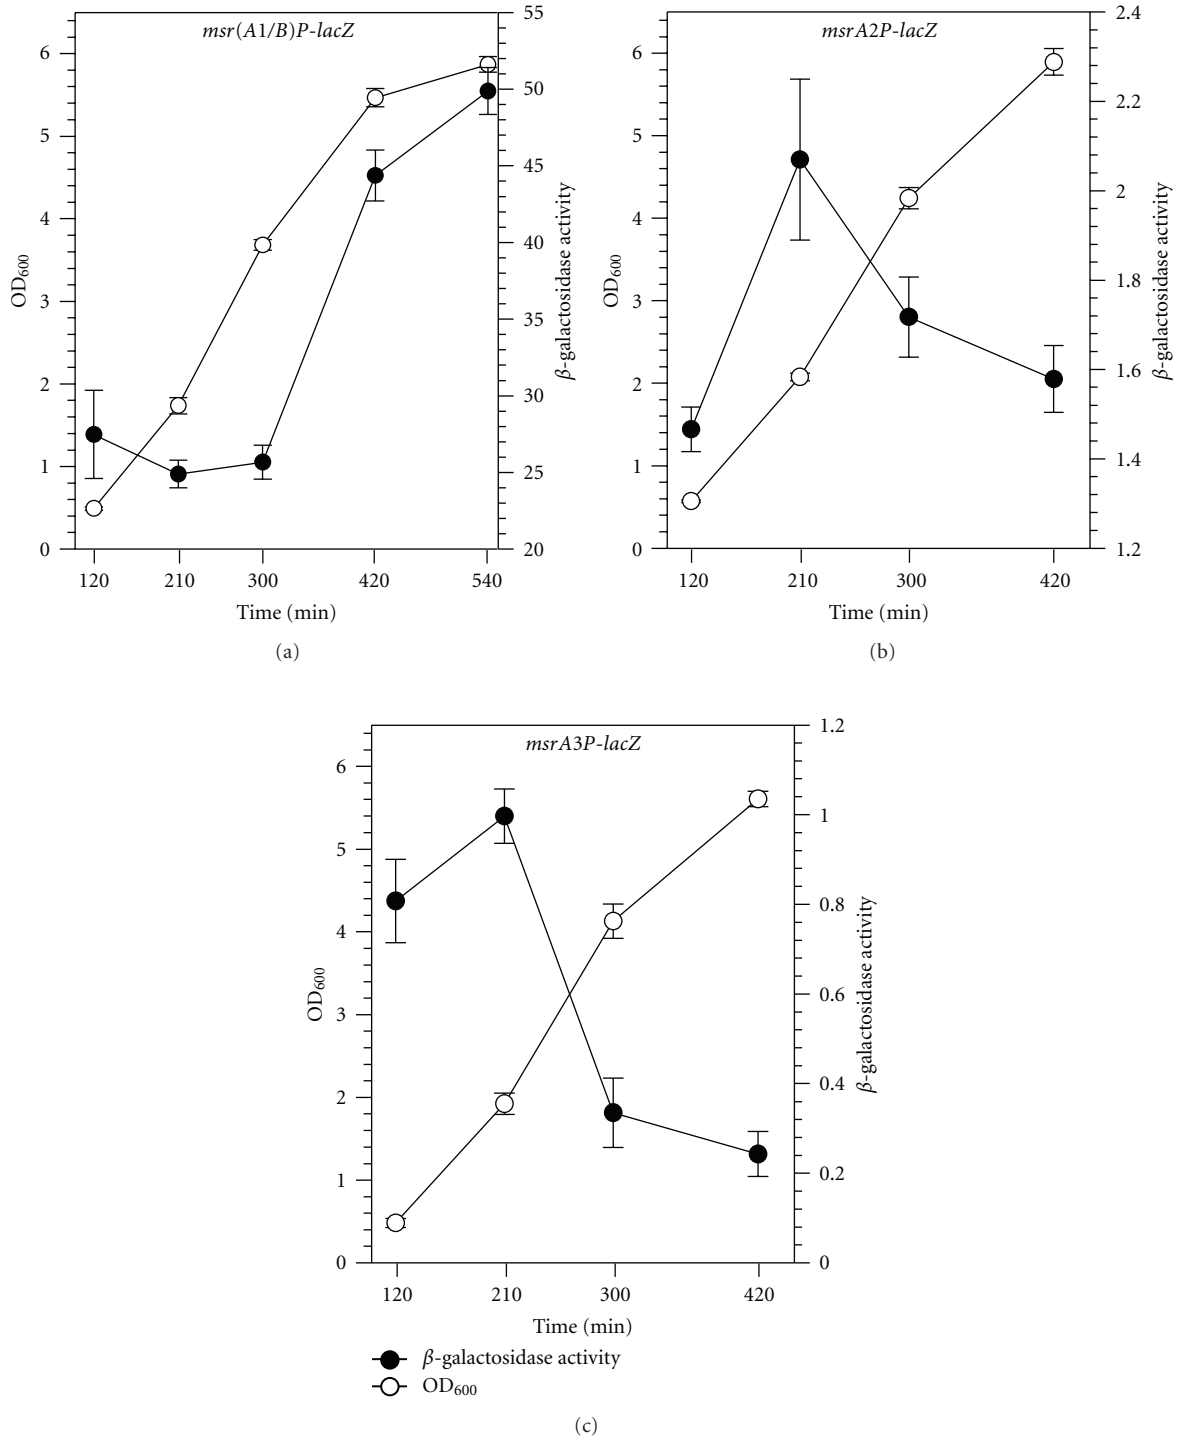 msr(A1/B)P-lacZ
OD600
6
5
4
3
2
1
0
55
50
45
40
35
30
25
20
β-galactosidase activity
120 210 300 420 540
Time (min)
(a)
msrA2P-lacZ
OD600
6
5
4
3
2
1
0
2.4
2.2
2
1.8
1.6
1.4
1.2
β-galactosidase activity
120 210 300 420
Time (min)
(b)
msrA3P-lacZ
OD600
6
5
4
3
2
1
0
1.2
1
0.8
0.6
0.4
0.2
0
β-galactosidase activity
120 210 300 420
Time (min)
β-galactosidase activity
OD600
(c)